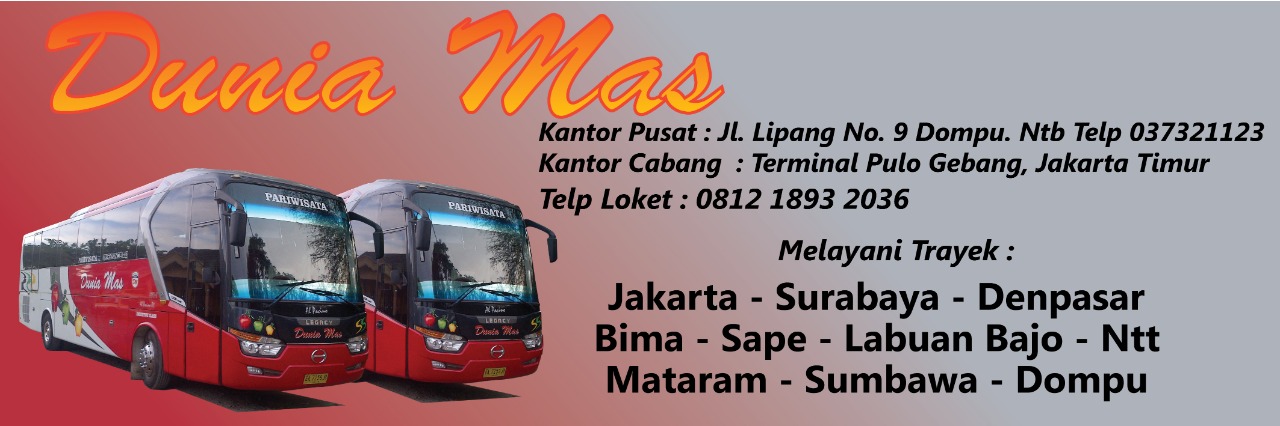 Dunia Mas
Kantor Pusat : Jl. Lipang No. 9 Dompu. Ntb Telp 037321123
Kantor Cabang : Terminal Pulo Gebang, Jakarta Timur
Telp Loket : 0812 1893 2036
Melayani Trayek :
Jakarta - Surabaya - Denpasar
Bima - Sape - Labuan Bajo - Ntt
Mataram - Sumbawa - Dompu
PARIWISATA
PARIWISATA
Dunia Mas
LEGACY
Dunia Mas
LEGACY
Dunia Mas